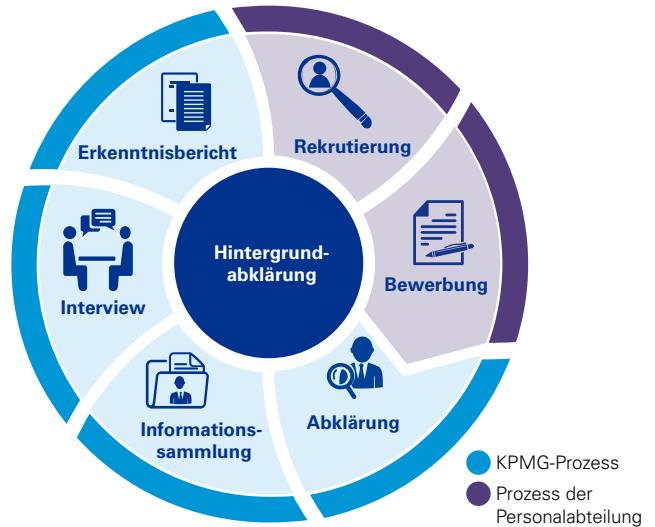 Erkenntnisbericht
Rekrutierung
Bewerbung
Abklärung
Informations-
sammlung
Interview
Hintergrund-
abklärung
KPMG-Prozess
Prozess der
Personalabteilung